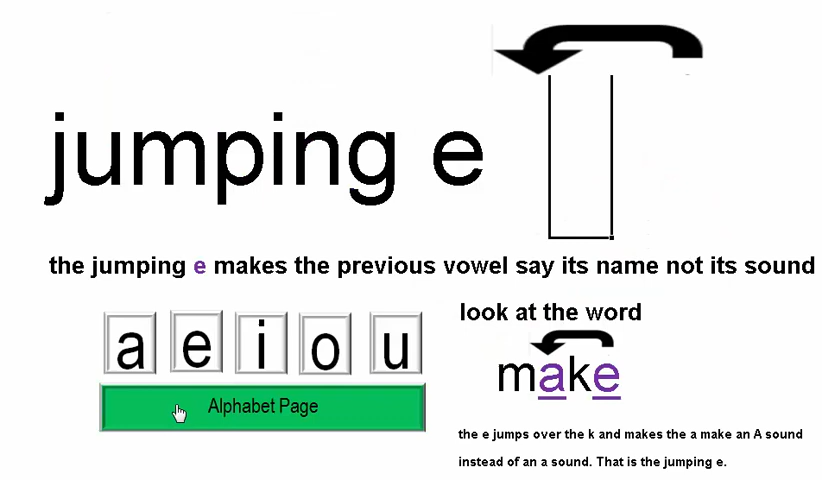 jumping e
the jumping e makes the previous vowel say its name not its sound
a e i o u
Alphabet Page
look at the word
make
the e jumps over the k and makes the a make an A sound
instead of an a sound. That is the jumping e.